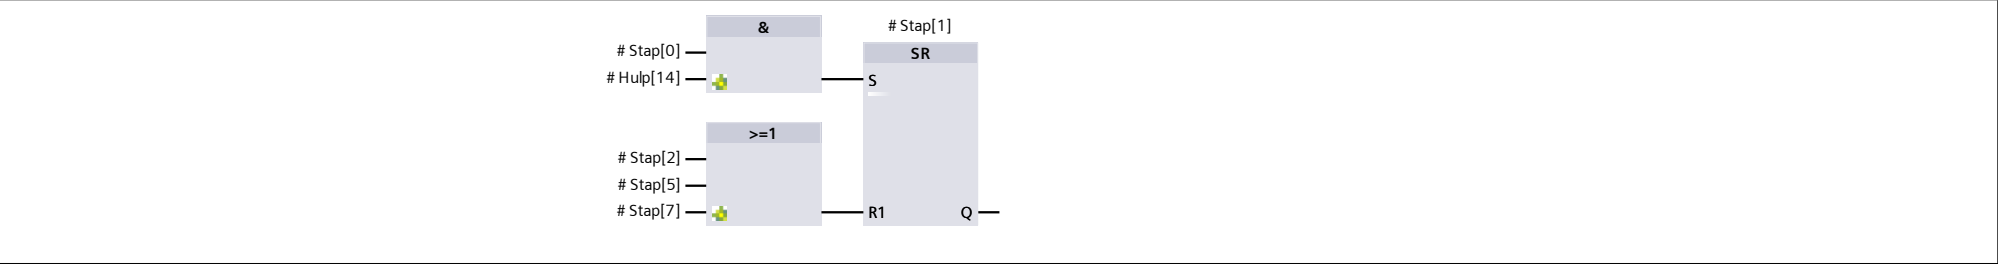 &
# Stap[1]
# Stap[0]
SR
# Hulp[14]
S
>=1
# Stap[2]
# Stap[5]
# Stap[7]
R1
Q